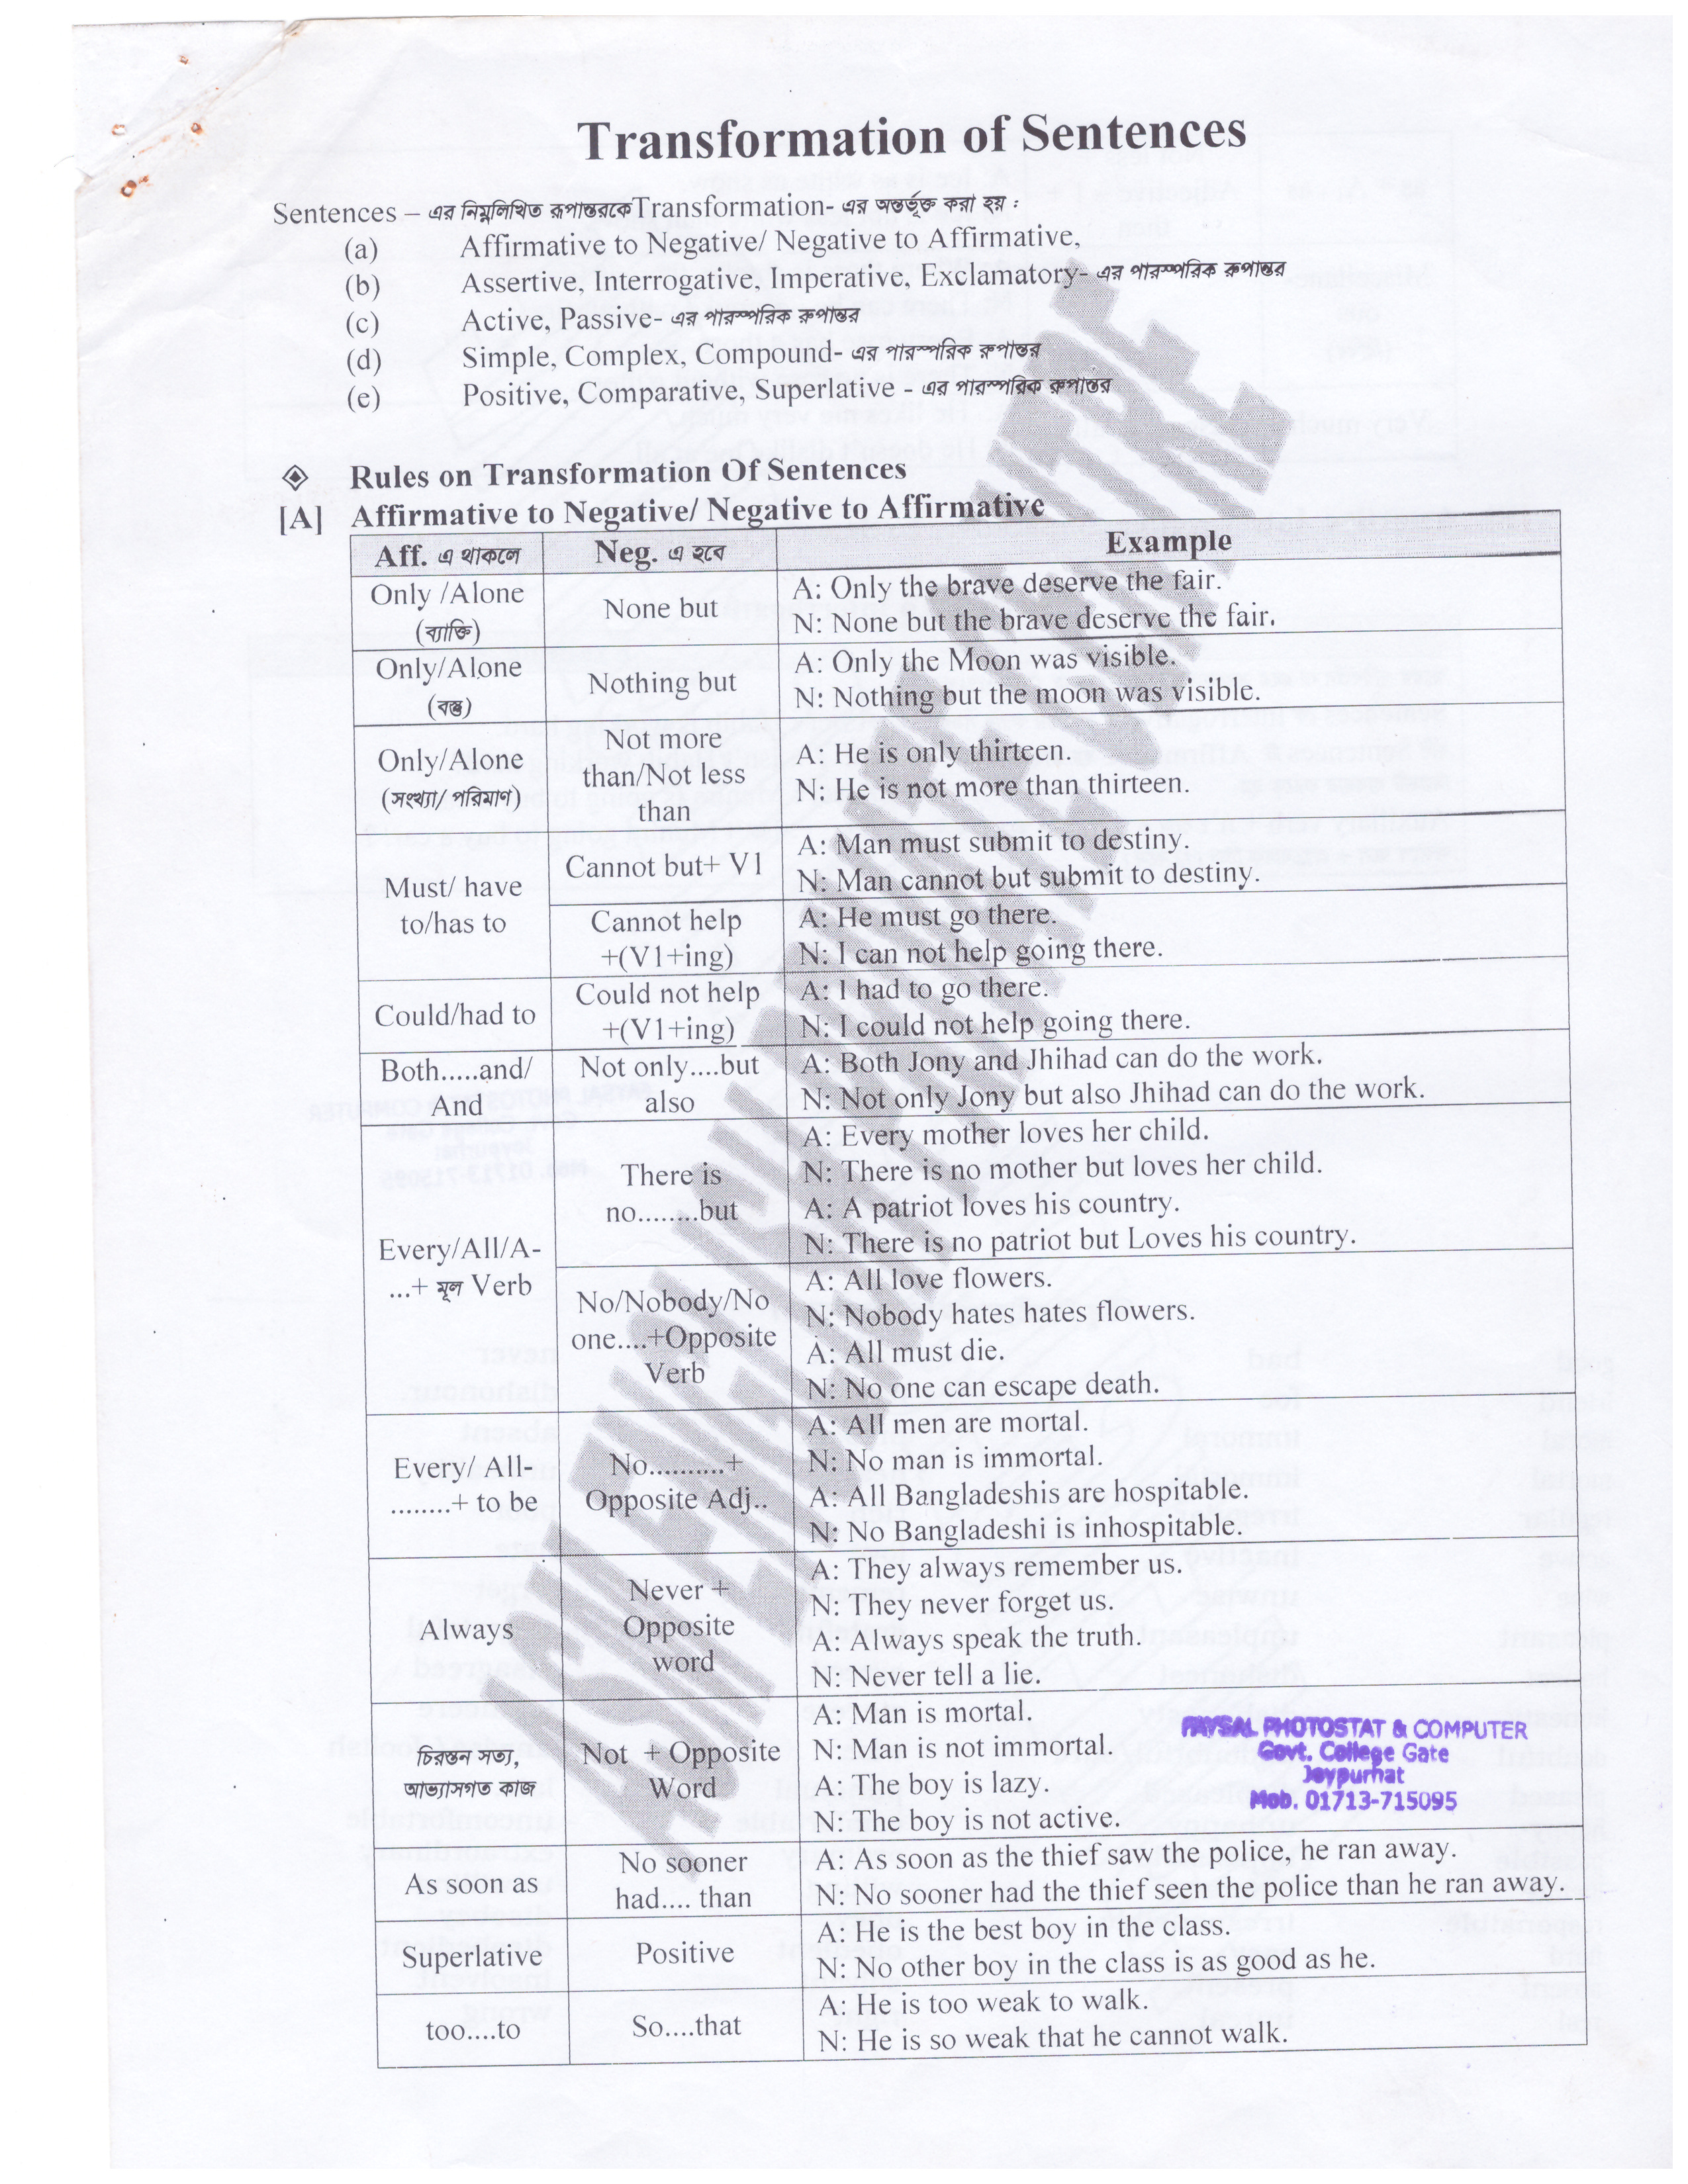 Transformation of Sentences
Sentences – এর নিম্নলিখিত রূপান্তরকে Transformation- এর অন্তর্ভূক্ত করা হয় :
(a) Affirmative to Negative/ Negative to Affirmative,
(b) Assertive, Interrogative, Imperative, Exclamatory- এর পারস্পরিক রুপান্তর
(c) Active, Passive- এর পারস্পরিক রুপান্তর
(d) Simple, Complex, Compound- এর পারস্পরিক রুপান্তর
(e) Positive, Comparative, Superlative - এর পারস্পরিক রুপান্তর
Rules on Transformation Of Sentences
[A] Affirmative to Negative/ Negative to Affirmative
Aff. এ থাকলে
Neg. এ হবে
Example
Only /Alone
(ব্যাক্তি)
None but
A: Only the brave deserve the fair.
N: None but the brave deserve the fair.
Only/Alone
(বস্তু)
Nothing but
A: Only the Moon was visible.
N: Nothing but the moon was visible.
Only/Alone
(সংখ্যা/ পরিমাণ)
Not more
than/Not less
than
A: He is only thirteen.
N: He is not more than thirteen.
Must/ have
to/has to
Cannot but+ V1
A: Man must submit to destiny.
N: Man cannot but submit to destiny.
Cannot help
+(V1+ing)
A: He must go there.
N: I can not help going there.
Could/had to
Could not help
+(V1+ing)
A: I had to go there.
N: I could not help going there.
Both.....and/
And
Not only....but
also
A: Both Jony and Jhihad can do the work.
N: Not only Jony but also Jhihad can do the work.
Every/All/A-
...+ মূল Verb
There is
no........but
A: Every mother loves her child.
N: There is no mother but loves her child.
A: A patriot loves his country.
N: There is no patriot but Loves his country.
No/Nobody/No
one....+Opposite
Verb
A: All love flowers.
N: Nobody hates hates flowers.
A: All must die.
N: No one can escape death.
Every/ All-
........+ to be
No..........+
Opposite Adj..
A: All men are mortal.
N: No man is immortal.
A: All Bangladeshis are hospitable.
N: No Bangladeshi is inhospitable.
Always
Never +
Opposite
word
A: They always remember us.
N: They never forget us.
A: Always speak the truth.
N: Never tell a lie.
চিরন্তন সত্য,
আভ্যাসগত কাজ
Not + Opposite
Word
A: Man is mortal.
N: Man is not immortal.
A: The boy is lazy.
N: The boy is not active.
FAYSAL PHOTOSTAT & COMPUTER
Govt. College Gate
Joypurhat
Mob. 01713-715095
As soon as
No sooner
had.... than
A: As soon as the thief saw the police, he ran away.
N: No sooner had the thief seen the police than he ran away.
Superlative
Positive
A: He is the best boy in the class.
N: No other boy in the class is as good as he.
too....to
So....that
A: He is too weak to walk.
N: He is so weak that he cannot walk.